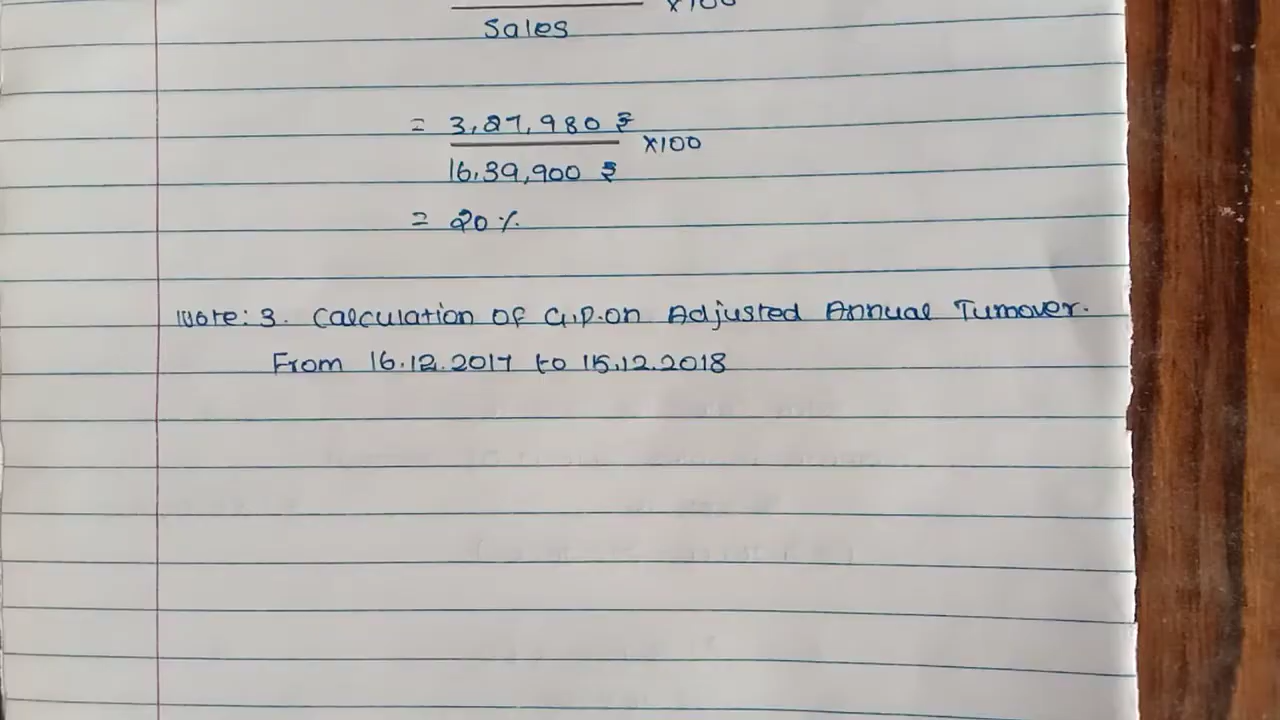 ×100
Sales
= 3,27,980 ₹
×100
16,39,900 ₹
= 20%
Note: 3. Calculation of G.P. on Adjusted Annual Turnover.
From 16.12.2017 to 15.12.2018